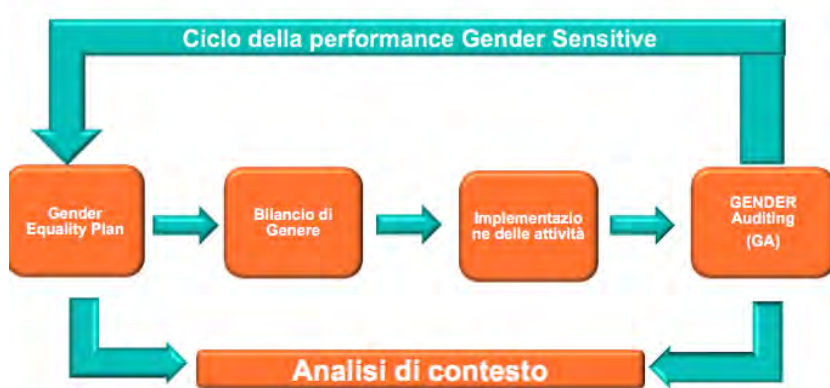 Ciclo della performance Gender Sensitive
Gender
Equality Plan
Bilancio di
Genere
Implementazio
ne delle attività
GENDER
Auditing
(GA)
Analisi di contesto